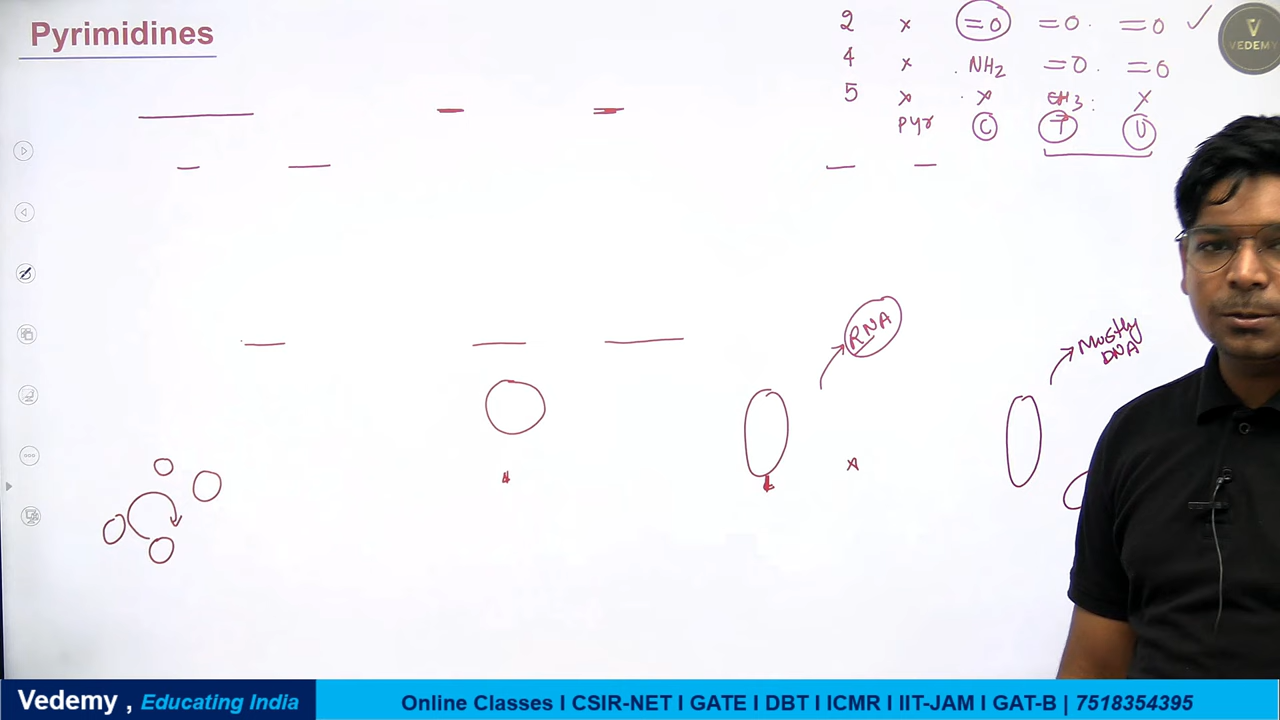 Pyrimidines
2 x =O =O. =O ✓
4 x .NH2 =O. =O
5 x .x CH3: x
Pyr C T U
V
VEDEMY
RNA
Mostly
DNA
x
Vedemy , Educating India
Online Classes I CSIR-NET I GATE I DBT I ICMR I IIT-JAM I GAT-B | 7518354395